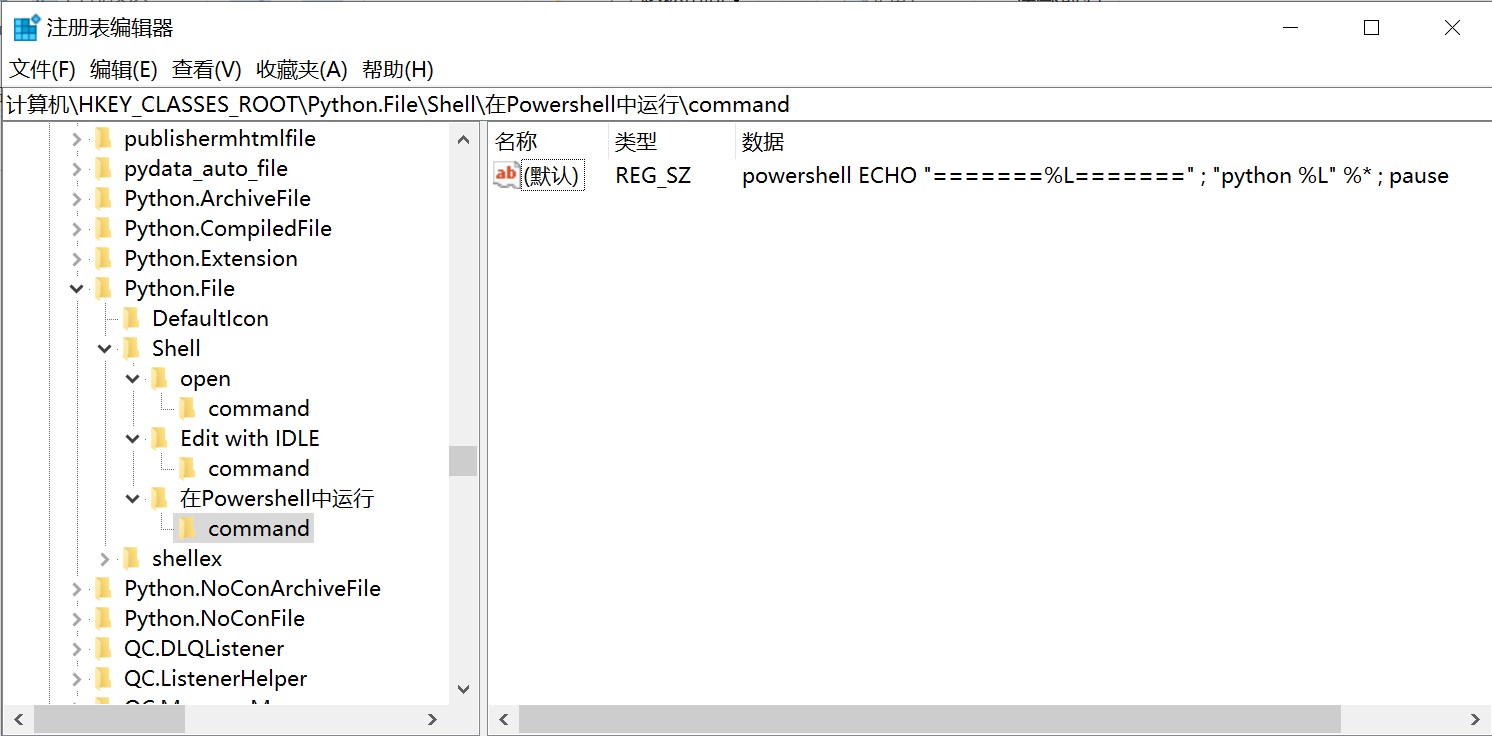 注册表编辑器
文件(F) 编辑(E) 查看(V) 收藏夹(A) 帮助(H)
计算机\HKEY_CLASSES_ROOT\Python.File\Shell\在Powershell中运行\command
publishermhtmlfile
pydata_auto_file
Python.ArchiveFile
Python.CompiledFile
Python.Extension
Python.File
DefaultIcon
Shell
open
command
Edit with IDLE
command
在Powershell中运行
command
shellex
Python.NoConArchiveFile
Python.NoConFile
QC.DLQListener
QC.ListenerHelper
名称 类型 数据
ab (默认) REG_SZ powershell ECHO "=======%L=======" ; "python %L" %* ; pause